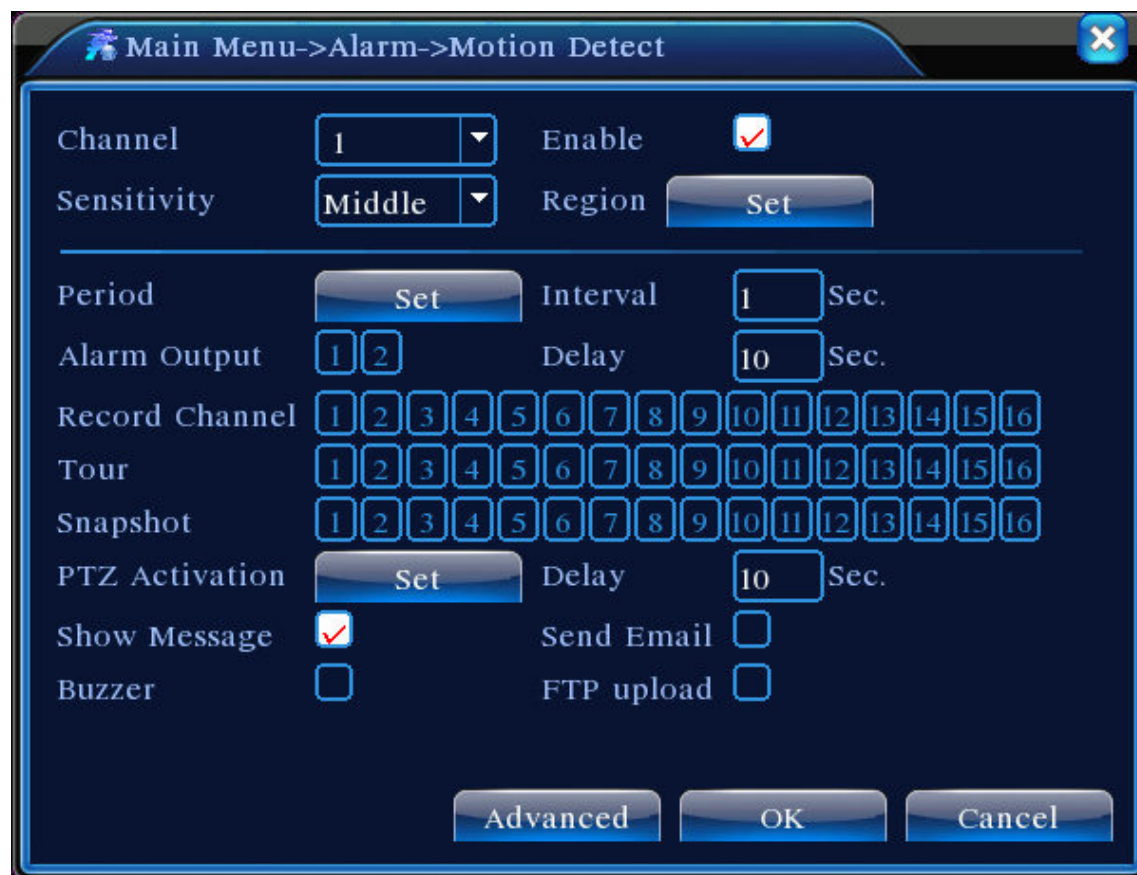 Main Menu->Alarm->Motion Detect
Channel 1 Enable
Sensitivity Middle Region Set
Period Set Interval 1 Sec.
Alarm Output 1 2 Delay 10 Sec.
Record Channel 1 2 3 4 5 6 7 8 9 10 11 12 13 14 15 16
Tour 1 2 3 4 5 6 7 8 9 10 11 12 13 14 15 16
Snapshot 1 2 3 4 5 6 7 8 9 10 11 12 13 14 15 16
PTZ Activation Set Delay 10 Sec.
Show Message Send Email
Buzzer FTP upload
Advanced OK Cancel